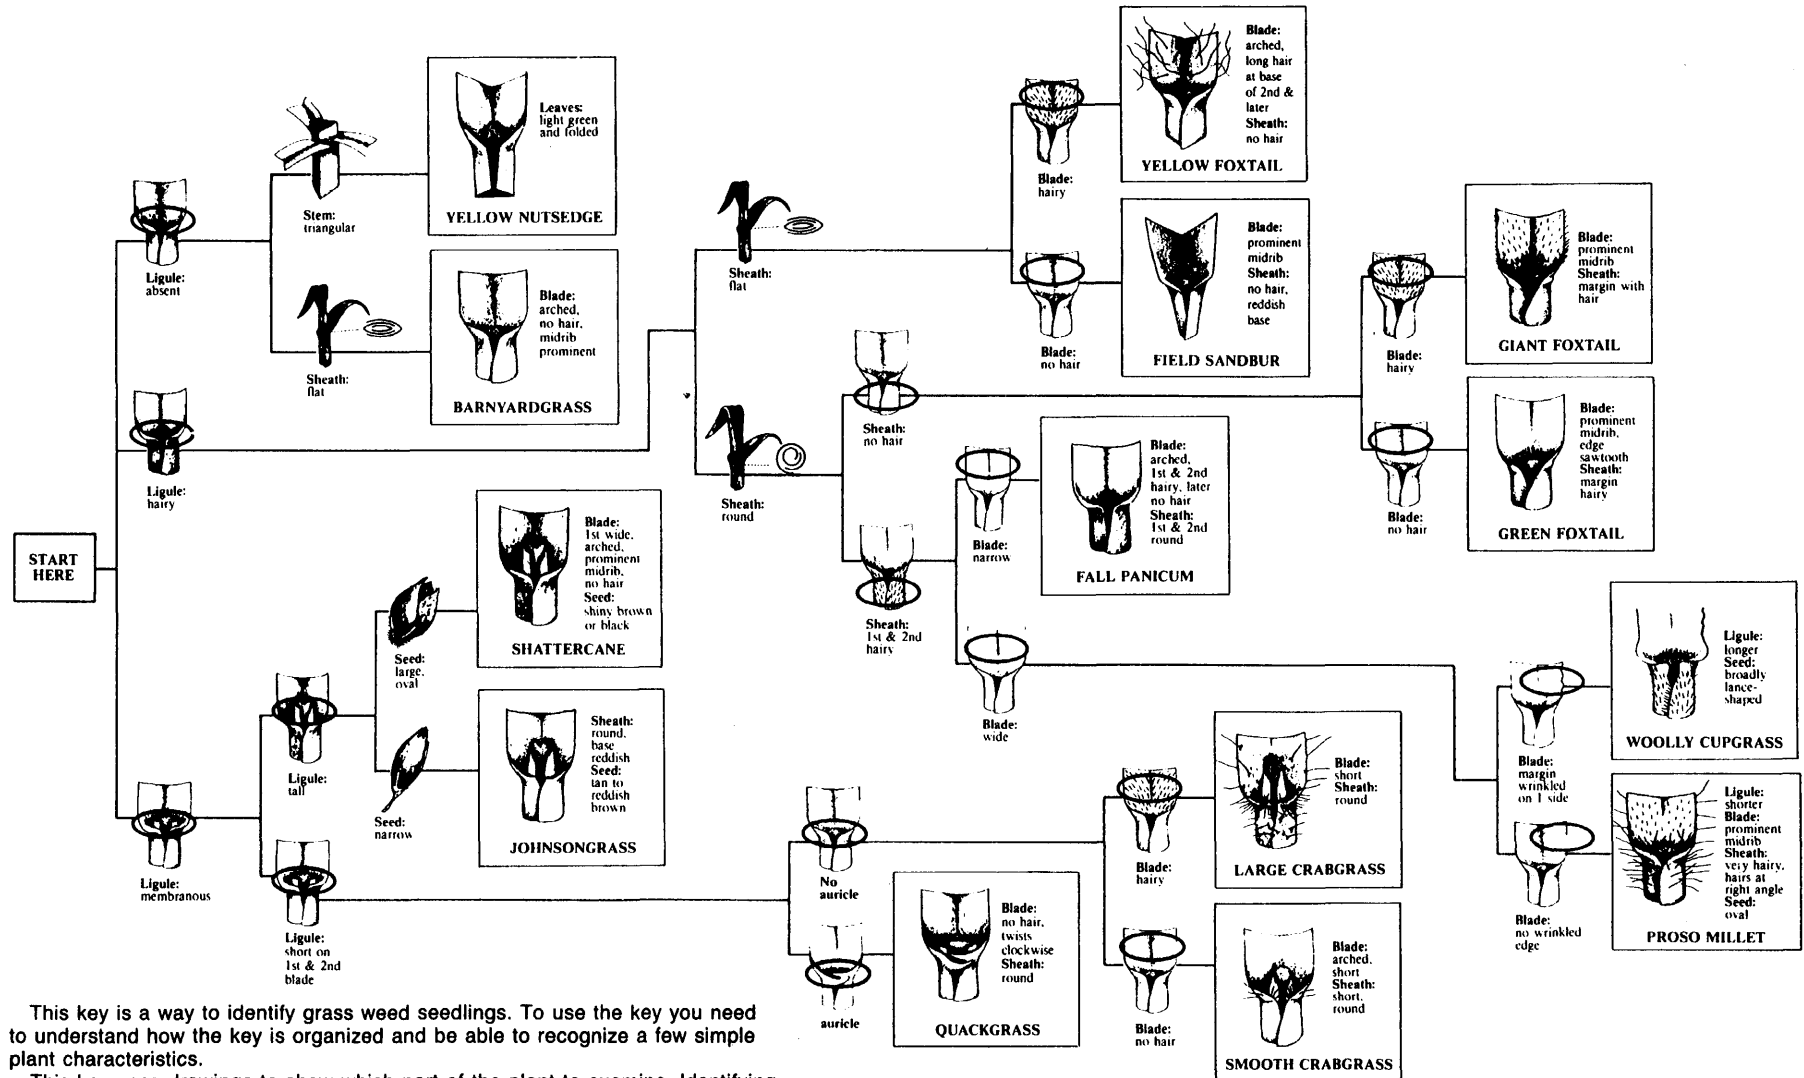 START
HERE
Ligule:
absent
Stem:
triangular
Leaves:
light green
and folded
YELLOW NUTSEDGE
Sheath:
flat
Blade:
arched,
no hair,
midrib
prominent
BARNYARDGRASS
Ligule:
hairy
Sheath:
flat
Blade:
hairy
Blade:
arched,
long hair
at base
of 2nd &
later
Sheath:
no hair
YELLOW FOXTAIL
Blade:
no hair
Blade:
prominent
midrib
Sheath:
no hair,
reddish
base
FIELD SANDBUR
Sheath:
round
Sheath:
no hair
Blade:
hairy
Blade:
prominent
midrib
Sheath:
margin with
hair
GIANT FOXTAIL
Blade:
no hair
Blade:
prominent
midrib,
edge
sawtooth
Sheath:
margin
hairy
GREEN FOXTAIL
Sheath:
1st & 2nd
hairy
Blade:
narrow
Blade:
arched,
1st & 2nd
hairy, later
no hair
Sheath:
1st & 2nd
round
FALL PANICUM
Blade:
wide
Blade:
margin
wrinkled
on 1 side
Ligule:
longer
Seed:
broadly
lance-
shaped
WOOLLY CUPGRASS
Blade:
no wrinkled
edge
Ligule:
shorter
Blade:
prominent
midrib
Sheath:
very hairy,
hairs at
right angle
Seed:
oval
PROSO MILLET
Ligule:
membranous
Ligule:
tall
Seed:
large,
oval
Blade:
1st wide,
arched,
prominent
midrib,
no hair
Seed:
shiny brown
or black
SHATTERCANE
Seed:
narrow
Sheath:
round,
base
reddish
Seed:
tan to
reddish
brown
JOHNSONGRASS
Ligule:
short on
1st & 2nd
blade
No
auricle
Blade:
hairy
Blade:
short
Sheath:
round
LARGE CRABGRASS
Blade:
no hair
Blade:
arched,
short
Sheath:
short,
round
SMOOTH CRABGRASS
auricle
Blade:
no hair,
twists
clockwise
Sheath:
round
QUACKGRASS
This key is a way to identify grass weed seedlings. To use the key you need
to understand how the key is organized and be able to recognize a few simple
plant characteristics.